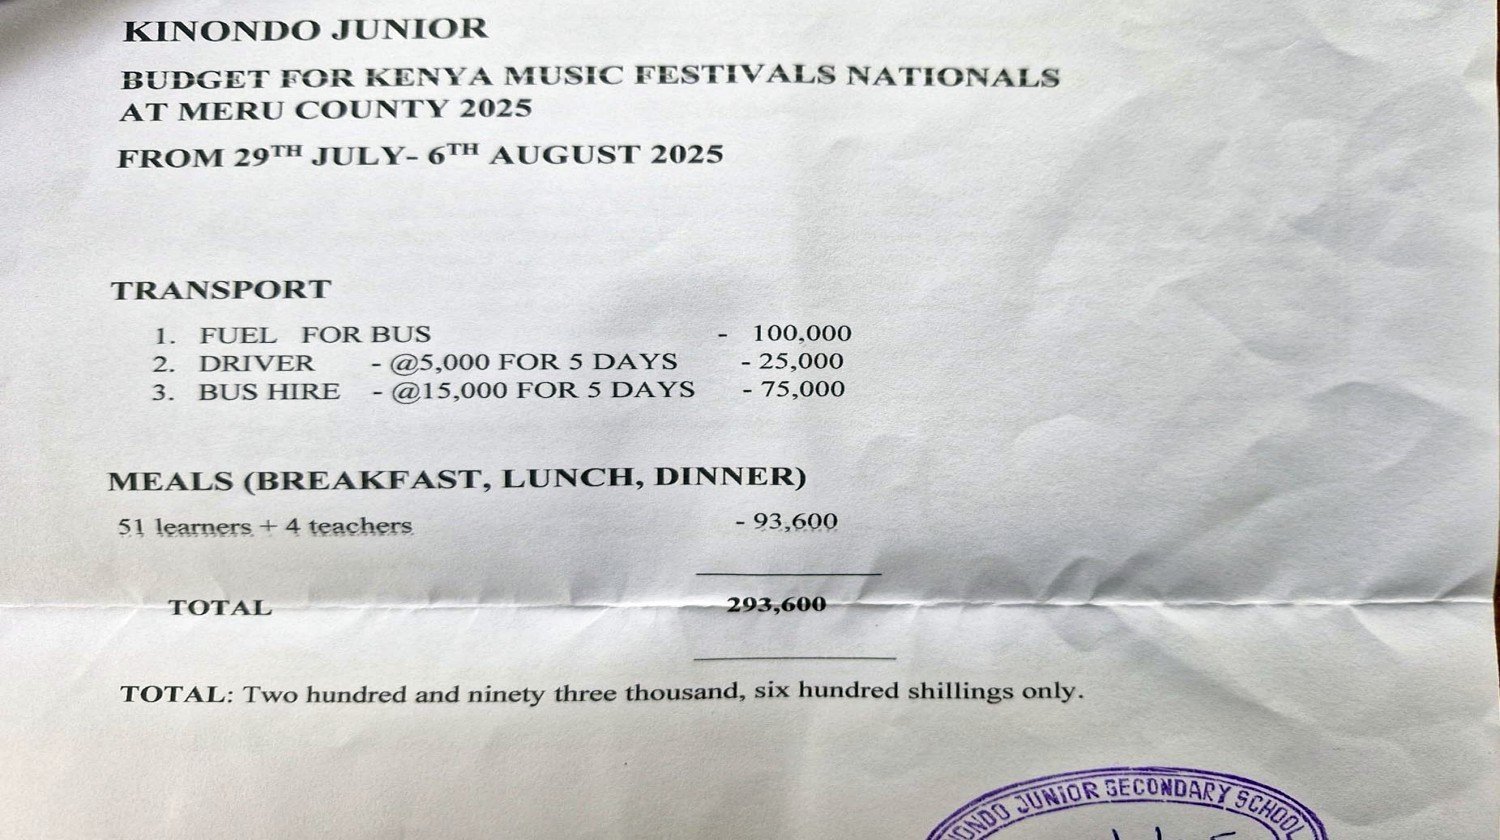 KINONDO JUNIOR
BUDGET FOR KENYA MUSIC FESTIVALS NATIONALS
AT MERU COUNTY 2025
FROM 29TH JULY- 6TH AUGUST 2025
TRANSPORT
1. FUEL FOR BUS - 100,000
2. DRIVER - @5,000 FOR 5 DAYS - 25,000
3. BUS HIRE - @15,000 FOR 5 DAYS - 75,000
MEALS (BREAKFAST, LUNCH, DINNER)
51 learners + 4 teachers - 93,600
TOTAL 293,600
TOTAL: Two hundred and ninety three thousand, six hundred shillings only.
JUNIOR SECONDARY SCHOOL